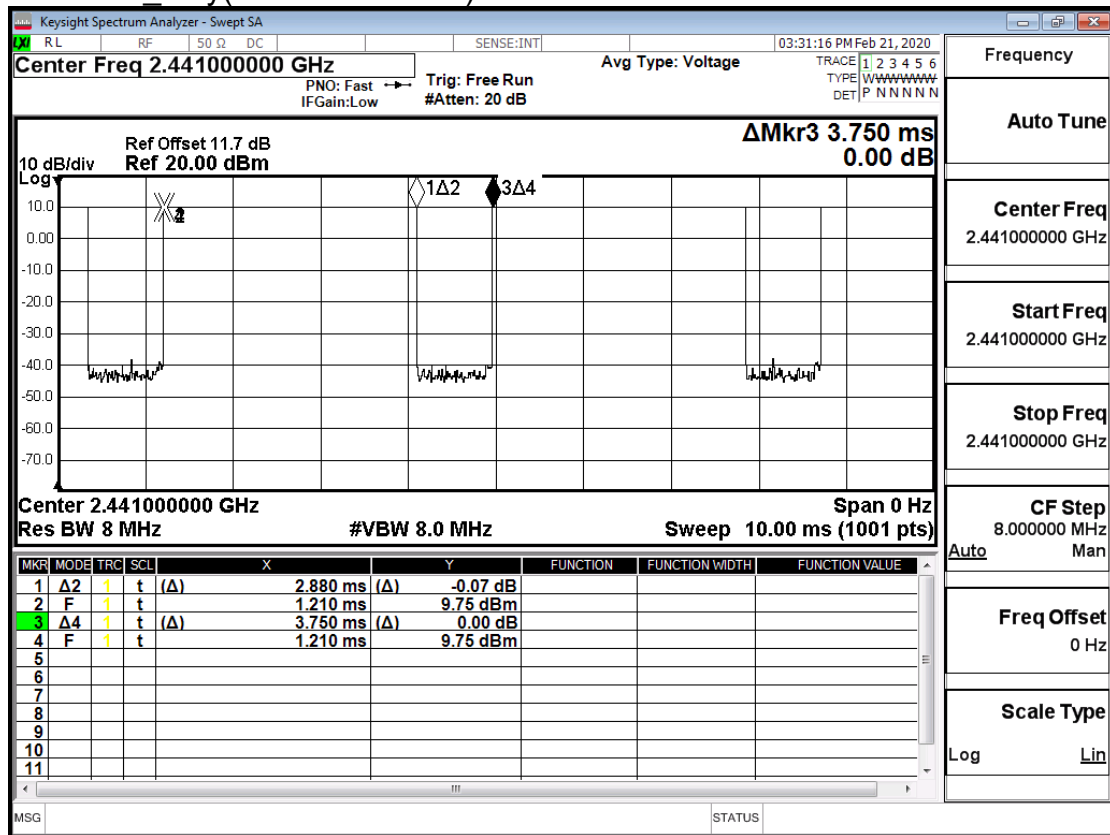 Keysight Spectrum Analyzer - Swept SA
LXI RL RF 50 Ω DC SENSE:INT 03:31:16 PM Feb 21, 2020
Center Freq 2.441000000 GHz
PNO: Fast
IFGain:Low
Trig: Free Run
#Atten: 20 dB
Avg Type: Voltage
TRACE 1 2 3 4 5 6
TYPE WWWWWW
DET P N N N N N
Ref Offset 11.7 dB
10 dB/div Ref 20.00 dBm
Log
ΔMkr3 3.750 ms
0.00 dB
1Δ2 3Δ4
10.0
0.00
-10.0
-20.0
-30.0
-40.0
-50.0
-60.0
-70.0
Center 2.441000000 GHz Span 0 Hz
Res BW 8 MHz #VBW 8.0 MHz Sweep 10.00 ms (1001 pts)
MKR MODE TRC SCL X Y FUNCTION FUNCTION WIDTH FUNCTION VALUE
1 Δ2 1 t (Δ) 2.880 ms (Δ) -0.07 dB
2 F 1 t 1.210 ms 9.75 dBm
3 Δ4 1 t (Δ) 3.750 ms (Δ) 0.00 dB
4 F 1 t 1.210 ms 9.75 dBm
5
6
7
8
9
10
11
MSG STATUS
Frequency
Auto Tune
Center Freq
2.441000000 GHz
Start Freq
2.441000000 GHz
Stop Freq
2.441000000 GHz
CF Step
8.000000 MHz
Auto Man
Freq Offset
0 Hz
Scale Type
Log Lin